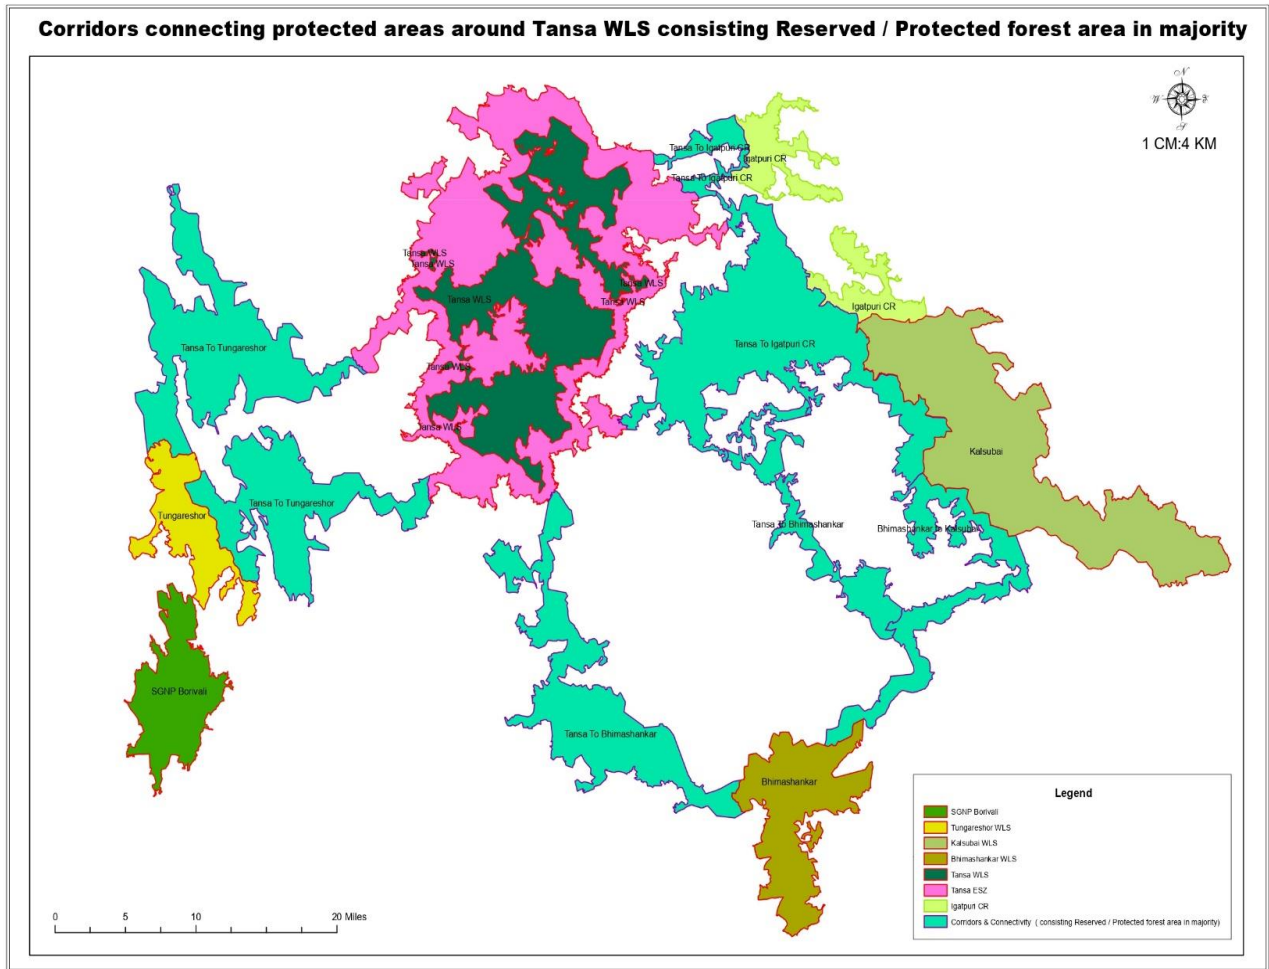 Corridors connecting protected areas around Tansa WLS consisting Reserved / Protected forest area in majority
N
W E
S
1 CM:4 KM
Tansa To Igatpuri CR
Igatpuri CR
Tansa To Igatpuri CR
Tansa WLS
Tansa WLS
Tansa WLS
Tansa WLS
Tansa WLS
Igatpuri CR
Tansa To Tungareshor
Tansa To Igatpuri CR
Tansa WLS
Tansa WLS
Kalsubai
Tansa To Tungareshor
Tungareshor
Tansa To Bhimashankar
Bhimashankar to Kalsubai
SGNP Borivali
Tansa To Bhimashankar
Bhimashankar
Legend
SGNP Borivali
Tungareshor WLS
Kalsubai WLS
Bhimashankar WLS
Tansa WLS
Tansa ESZ
Igatpuri CR
Corridors & Connectivity ( consisting Reserved / Protected forest area in majority)
0 5 10 20 Miles